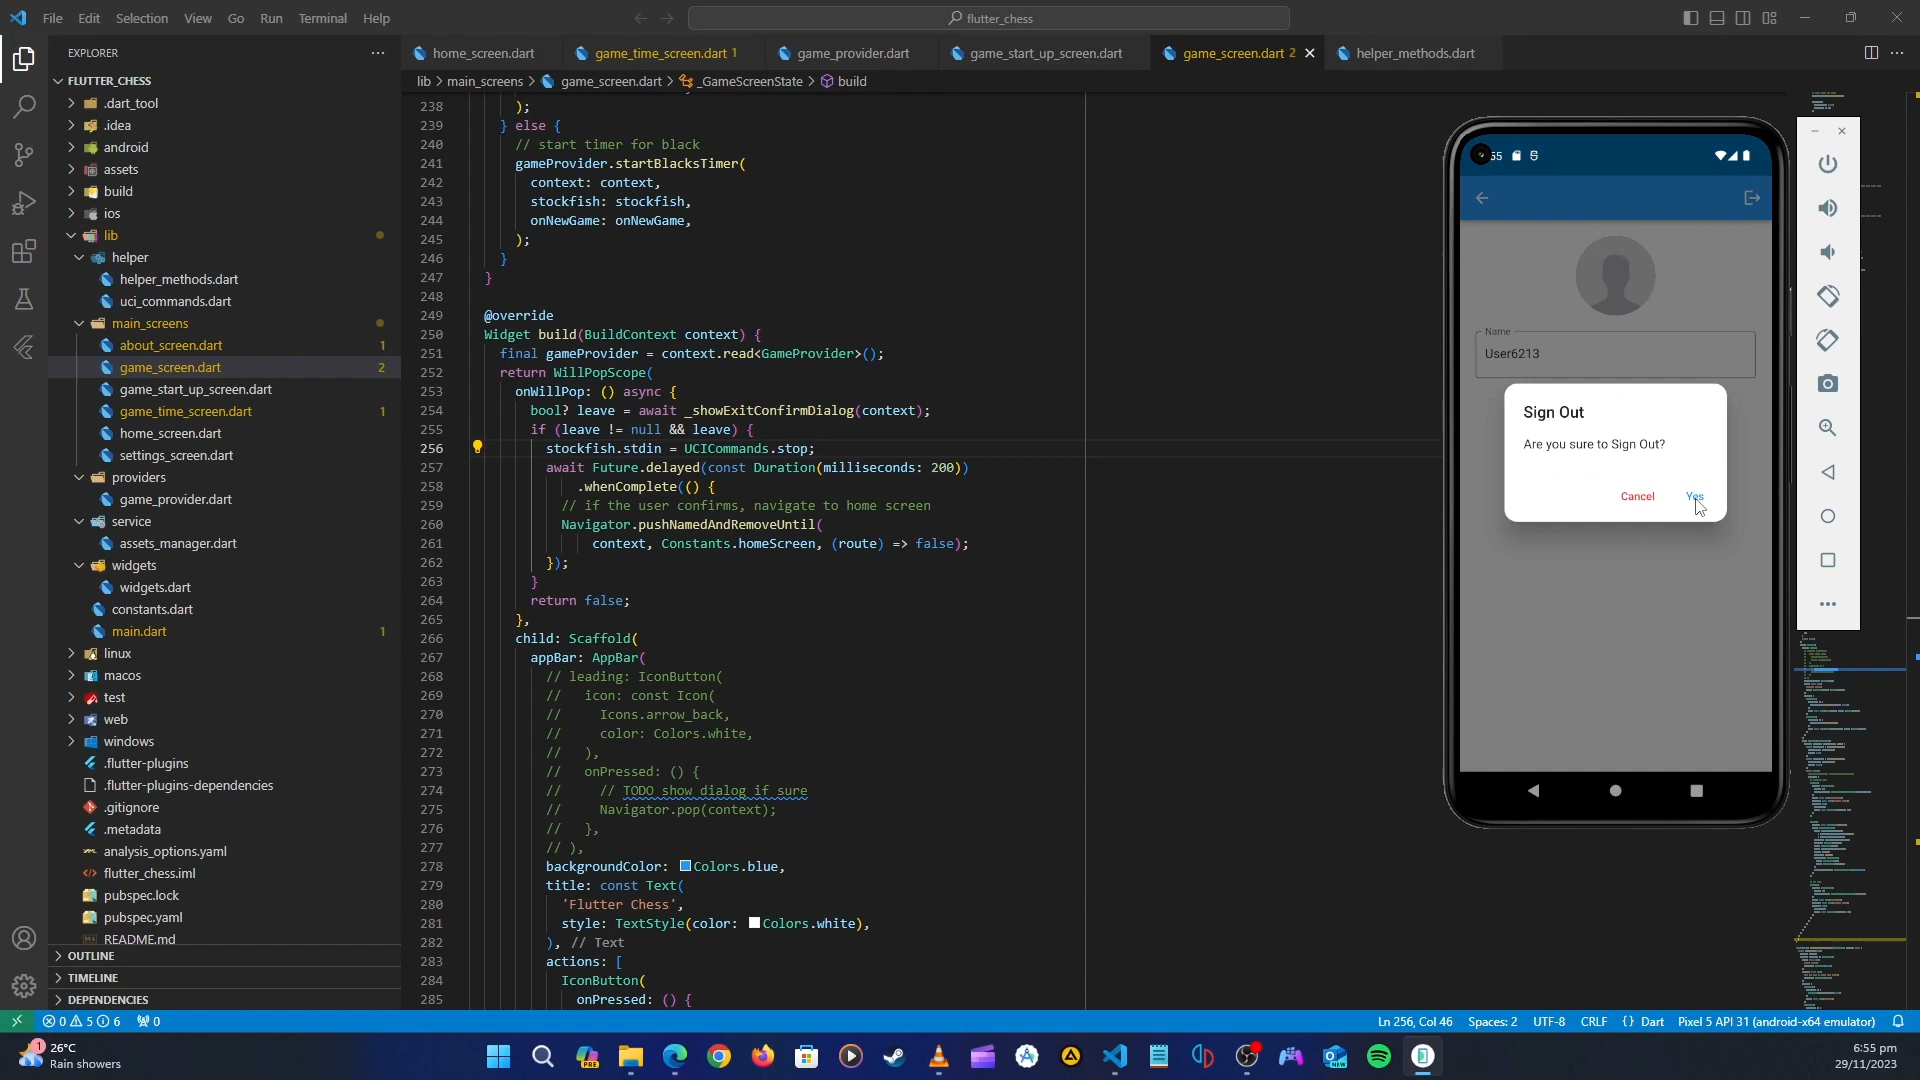 File Edit Selection View Go Run Terminal Help
flutter_chess
EXPLORER
home_screen.dart
game_time_screen.dart 1
game_provider.dart
game_start_up_screen.dart
game_screen.dart 2
helper_methods.dart
lib > main_screens > game_screen.dart > _GameScreenState > build
FLUTTER_CHESS
.dart_tool
.idea
android
assets
build
ios
lib
helper
helper_methods.dart
uci_commands.dart
main_screens
about_screen.dart 1
game_screen.dart 2
game_start_up_screen.dart
game_time_screen.dart 1
home_screen.dart
settings_screen.dart
providers
game_provider.dart
service
assets_manager.dart
widgets
widgets.dart
constants.dart
main.dart 1
linux
macos
test
web
windows
.flutter-plugins
.flutter-plugins-dependencies
.gitignore
.metadata
analysis_options.yaml
flutter_chess.iml
pubspec.lock
pubspec.yaml
README.md
OUTLINE
TIMELINE
DEPENDENCIES
238 );
239 } else {
240 // start timer for black
241 gameProvider.startBlacksTimer(
242 context: context,
243 stockfish: stockfish,
244 onNewGame: onNewGame,
245 );
246 }
247 }
248
249 @override
250 Widget build(BuildContext context) {
251 final gameProvider = context.read<GameProvider>();
252 return WillPopScope(
253 onWillPop: () async {
254 bool? leave = await _showExitConfirmDialog(context);
255 if (leave != null && leave) {
256 stockfish.stdin = UCICommands.stop;
257 await Future.delayed(const Duration(milliseconds: 200))
258 .whenComplete(() {
259 // if the user confirms, navigate to home screen
260 Navigator.pushNamedAndRemoveUntil(
261 context, Constants.homeScreen, (route) => false);
262 });
263 }
264 return false;
265 },
266 child: Scaffold(
267 appBar: AppBar(
268 // leading: IconButton(
269 // icon: const Icon(
270 // Icons.arrow_back,
271 // color: Colors.white,
272 // ),
273 // onPressed: () {
274 // // TODO show dialog if sure
275 // Navigator.pop(context);
276 // },
277 // ),
278 backgroundColor: Colors.blue,
279 title: const Text(
280 'Flutter Chess',
281 style: TextStyle(color: Colors.white),
282 ), // Text
283 actions: [
284 IconButton(
285 onPressed: () {
55
Name
User6213
Sign Out
Are you sure to Sign Out?
Cancel Yes
0 5 6 0
Ln 256, Col 46 Spaces: 2 UTF-8 CRLF {} Dart Pixel 5 API 31 (android-x64 emulator)
1
26°C
Rain showers
PRE
NEW
6:55 pm
29/11/2023